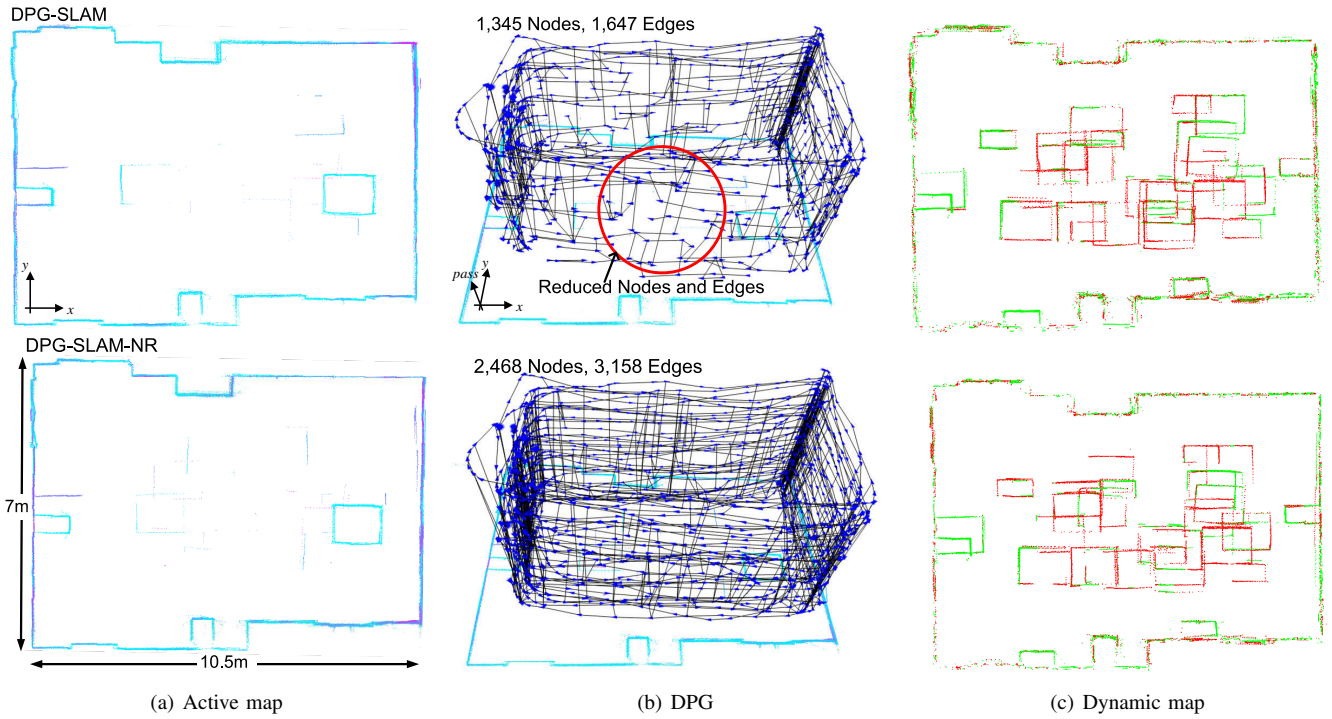 DPG-SLAM
1,345 Nodes, 1,647 Edges
y
x
pass
y
x
Reduced Nodes and Edges
DPG-SLAM-NR
2,468 Nodes, 3,158 Edges
7m
10.5m
(a) Active map
(b) DPG
(c) Dynamic map